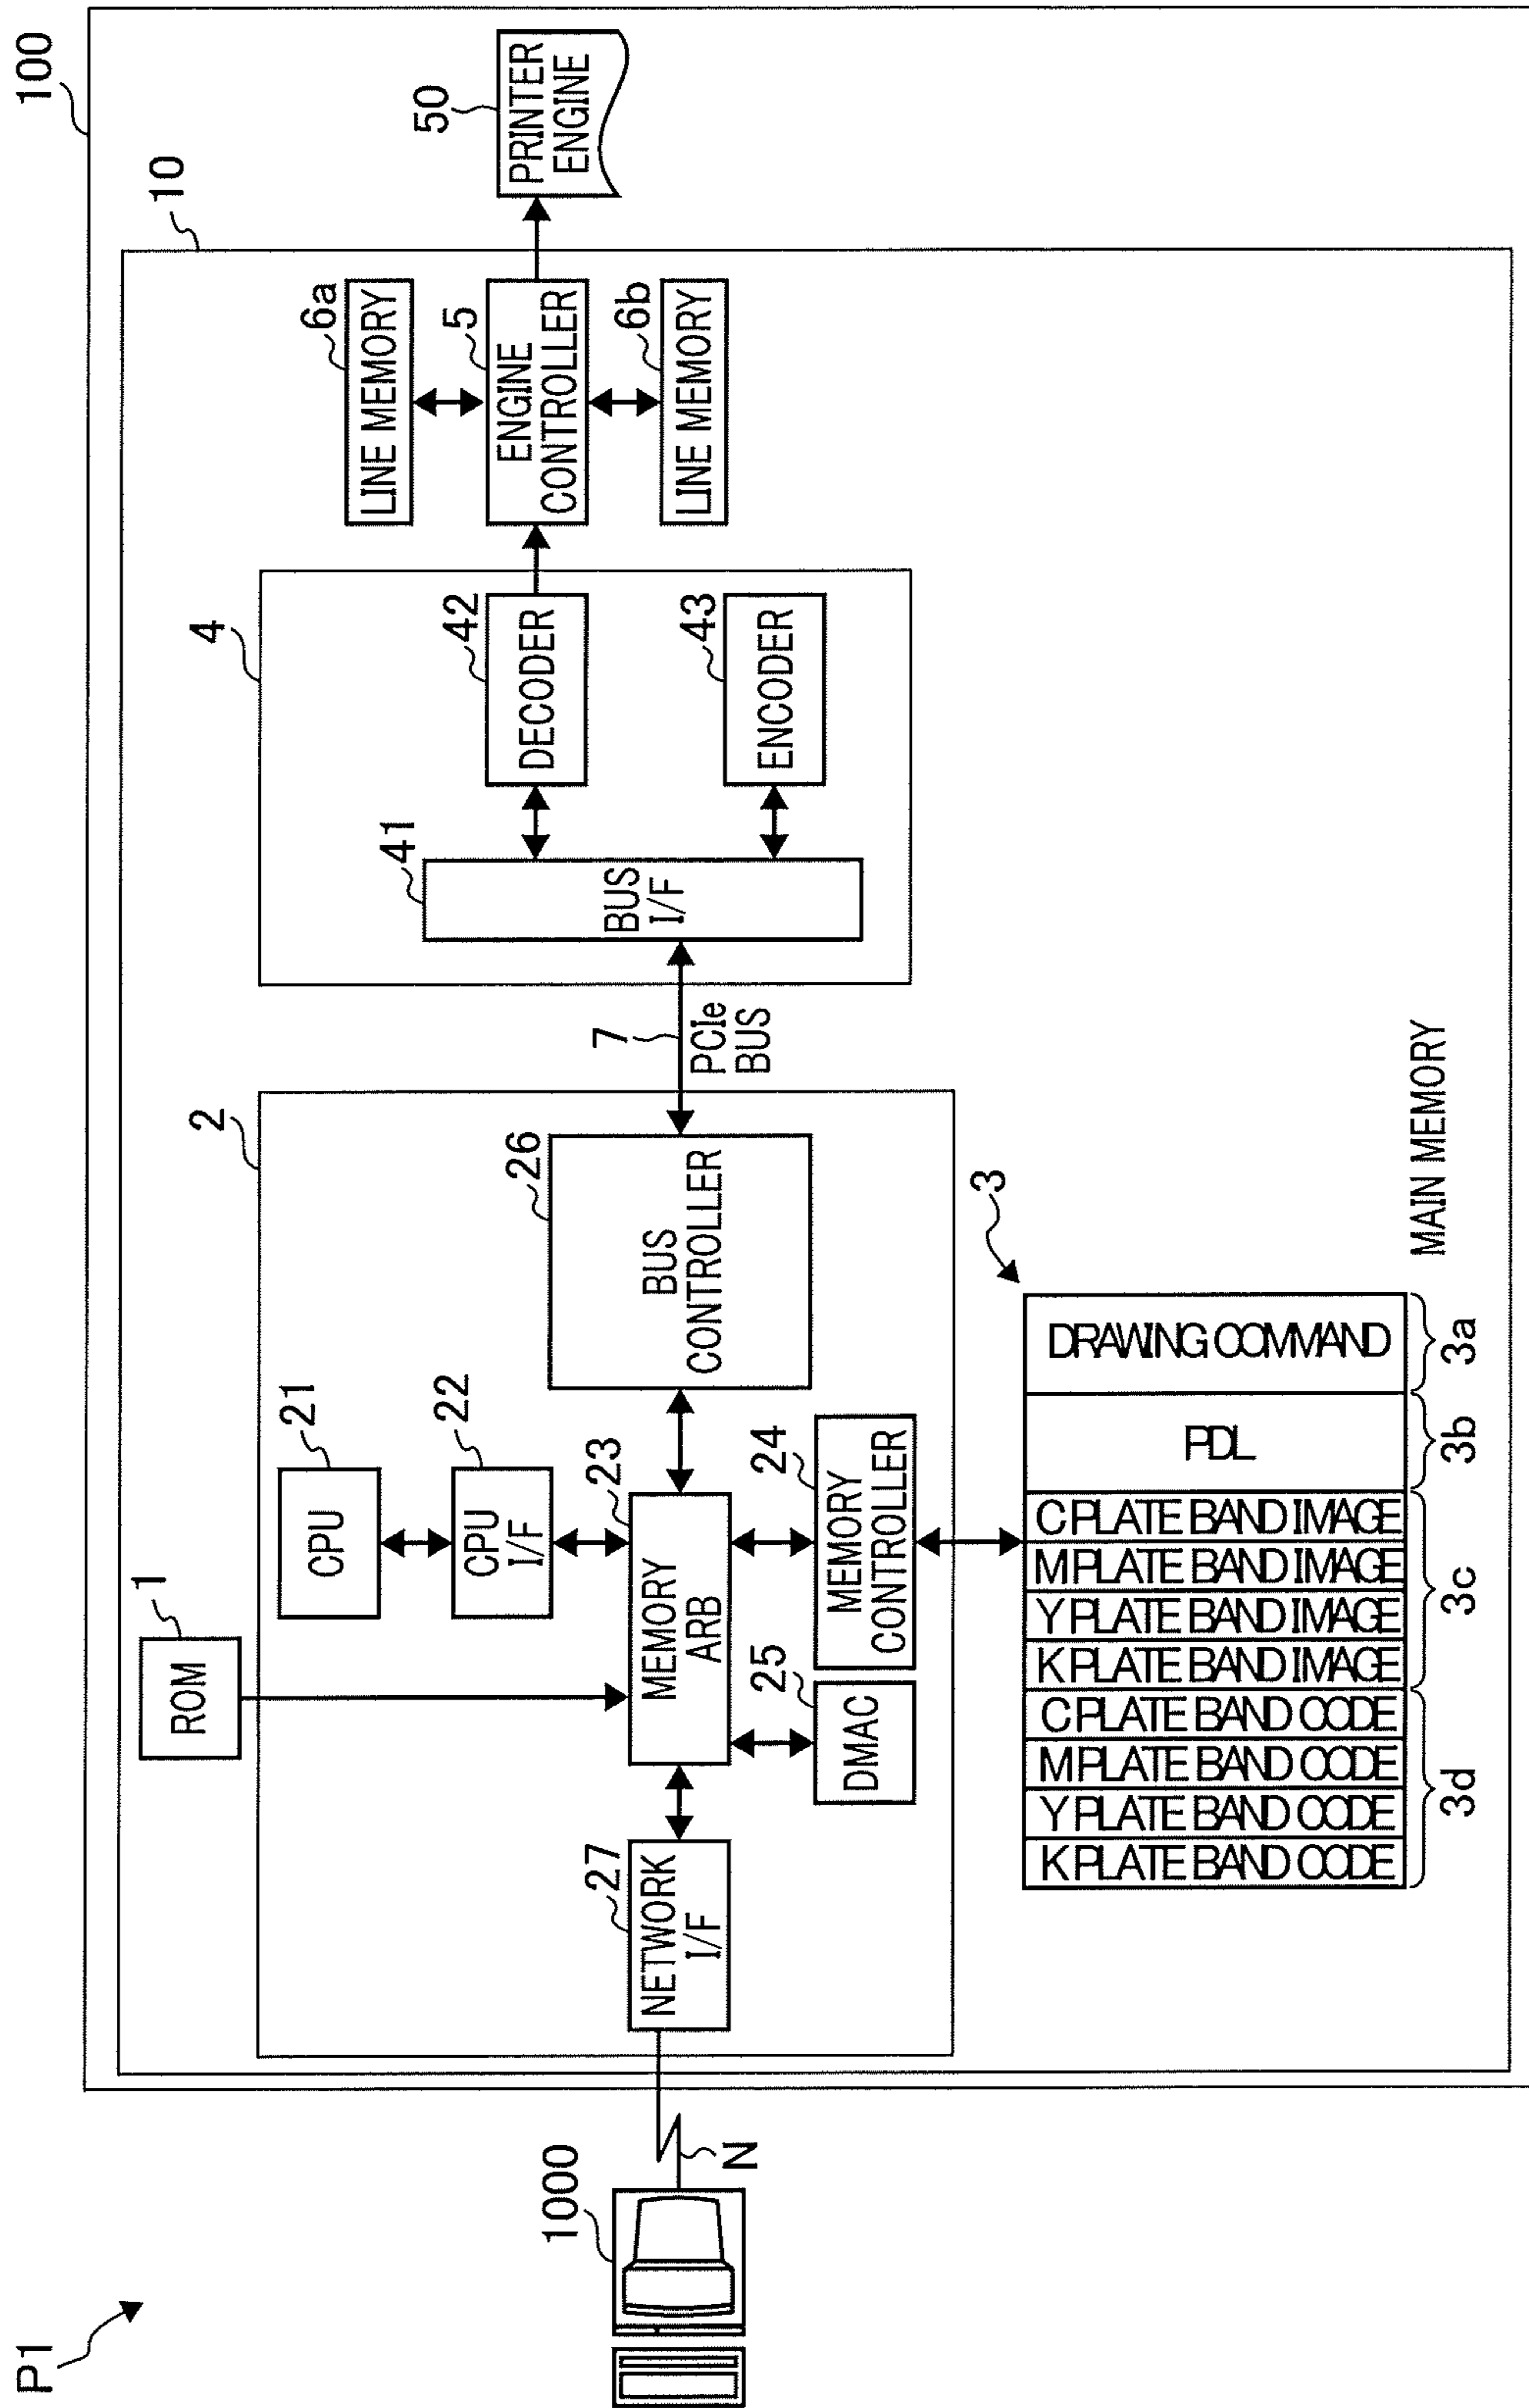 P1
100
10
1000
N
1
ROM
2
21
CPU
22
CPU
I/F
23
MEMORY
ARB
24
MEMORY
CONTROLLER
25
DMAC
26
BUS
CONTROLLER
27
NETWORK
I/F
7
PCIe
BUS
4
41
BUS
I/F
42
DECODER
43
ENCODER
6a
LINE MEMORY
5
ENGINE
CONTROLLER
6b
LINE MEMORY
50
PRINTER
ENGINE
3
DRAWING COMMAND
3a
PDL
3b
C PLATE BAND IMAGE
M PLATE BAND IMAGE
Y PLATE BAND IMAGE
K PLATE BAND IMAGE
3c
C PLATE BAND CODE
M PLATE BAND CODE
Y PLATE BAND CODE
K PLATE BAND CODE
3d
MAIN MEMORY